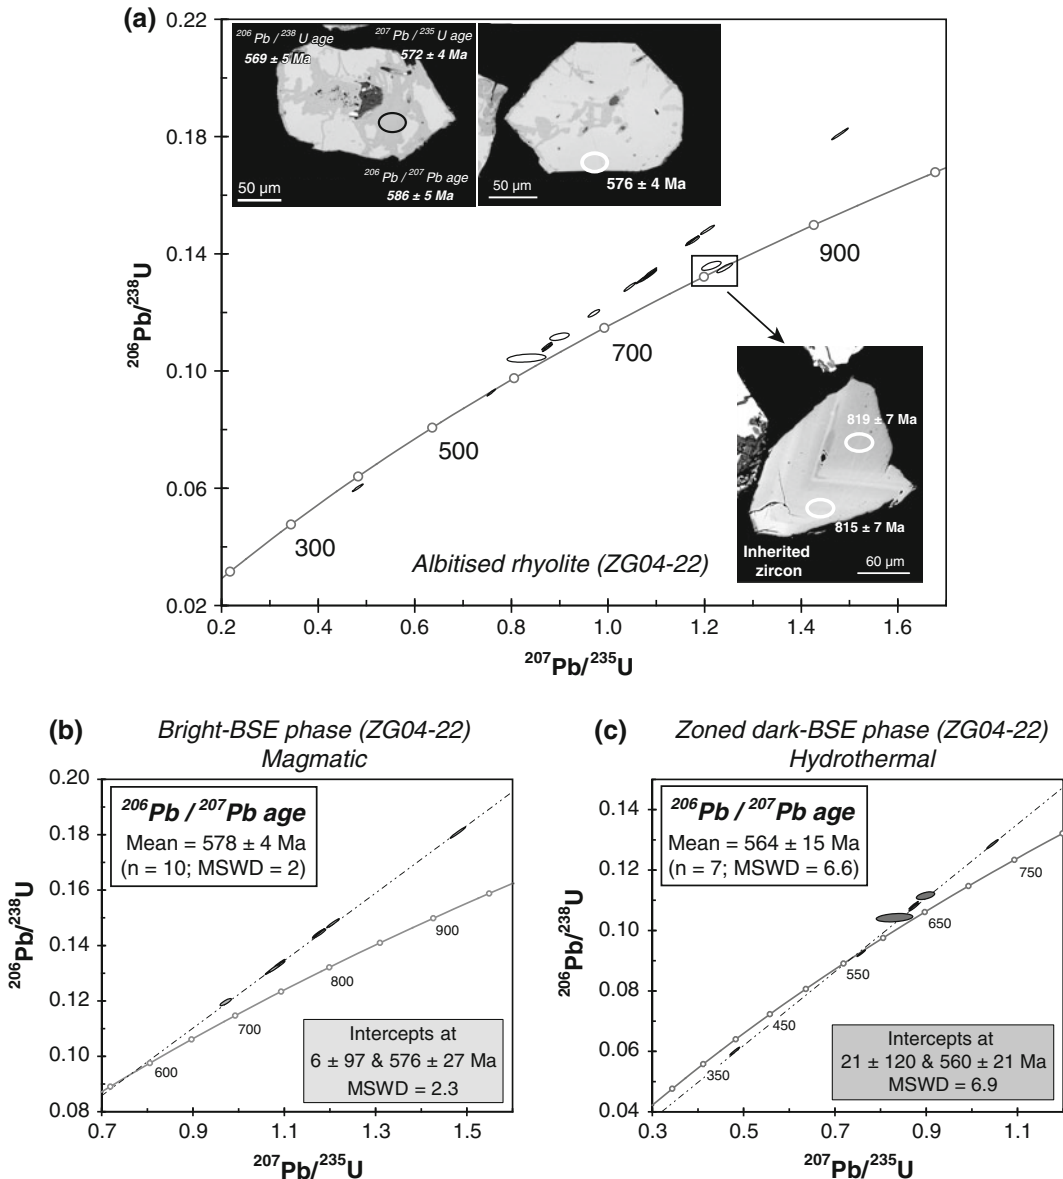 (a)
0.22
0.18
0.14
0.10
0.06
0.02
²⁰⁶Pb/²³⁸U
²⁰⁶Pb / ²³⁸U age
569 ± 5 Ma
²⁰⁷Pb / ²³⁵U age
572 ± 4 Ma
²⁰⁶Pb / ²⁰⁷Pb age
586 ± 5 Ma
50 µm
50 µm
576 ± 4 Ma
300
500
700
900
819 ± 7 Ma
815 ± 7 Ma
Inherited
zircon
60 µm
Albitised rhyolite (ZG04-22)
0.2 0.4 0.6 0.8 1.0 1.2 1.4 1.6
²⁰⁷Pb/²³⁵U
(b)
Bright-BSE phase (ZG04-22)
Magmatic
0.20
0.18
0.16
0.14
0.12
0.10
0.08
²⁰⁶Pb/²³⁸U
²⁰⁶Pb / ²⁰⁷Pb age
Mean = 578 ± 4 Ma
(n = 10; MSWD = 2)
600
700
800
900
Intercepts at
6 ± 97 & 576 ± 27 Ma
MSWD = 2.3
0.7 0.9 1.1 1.3 1.5
²⁰⁷Pb/²³⁵U
(c)
Zoned dark-BSE phase (ZG04-22)
Hydrothermal
0.14
0.12
0.10
0.08
0.06
0.04
²⁰⁶Pb/²³⁸U
²⁰⁶Pb / ²⁰⁷Pb age
Mean = 564 ± 15 Ma
(n = 7; MSWD = 6.6)
350
450
550
650
750
Intercepts at
21 ± 120 & 560 ± 21 Ma
MSWD = 6.9
0.3 0.5 0.7 0.9 1.1
²⁰⁷Pb/²³⁵U